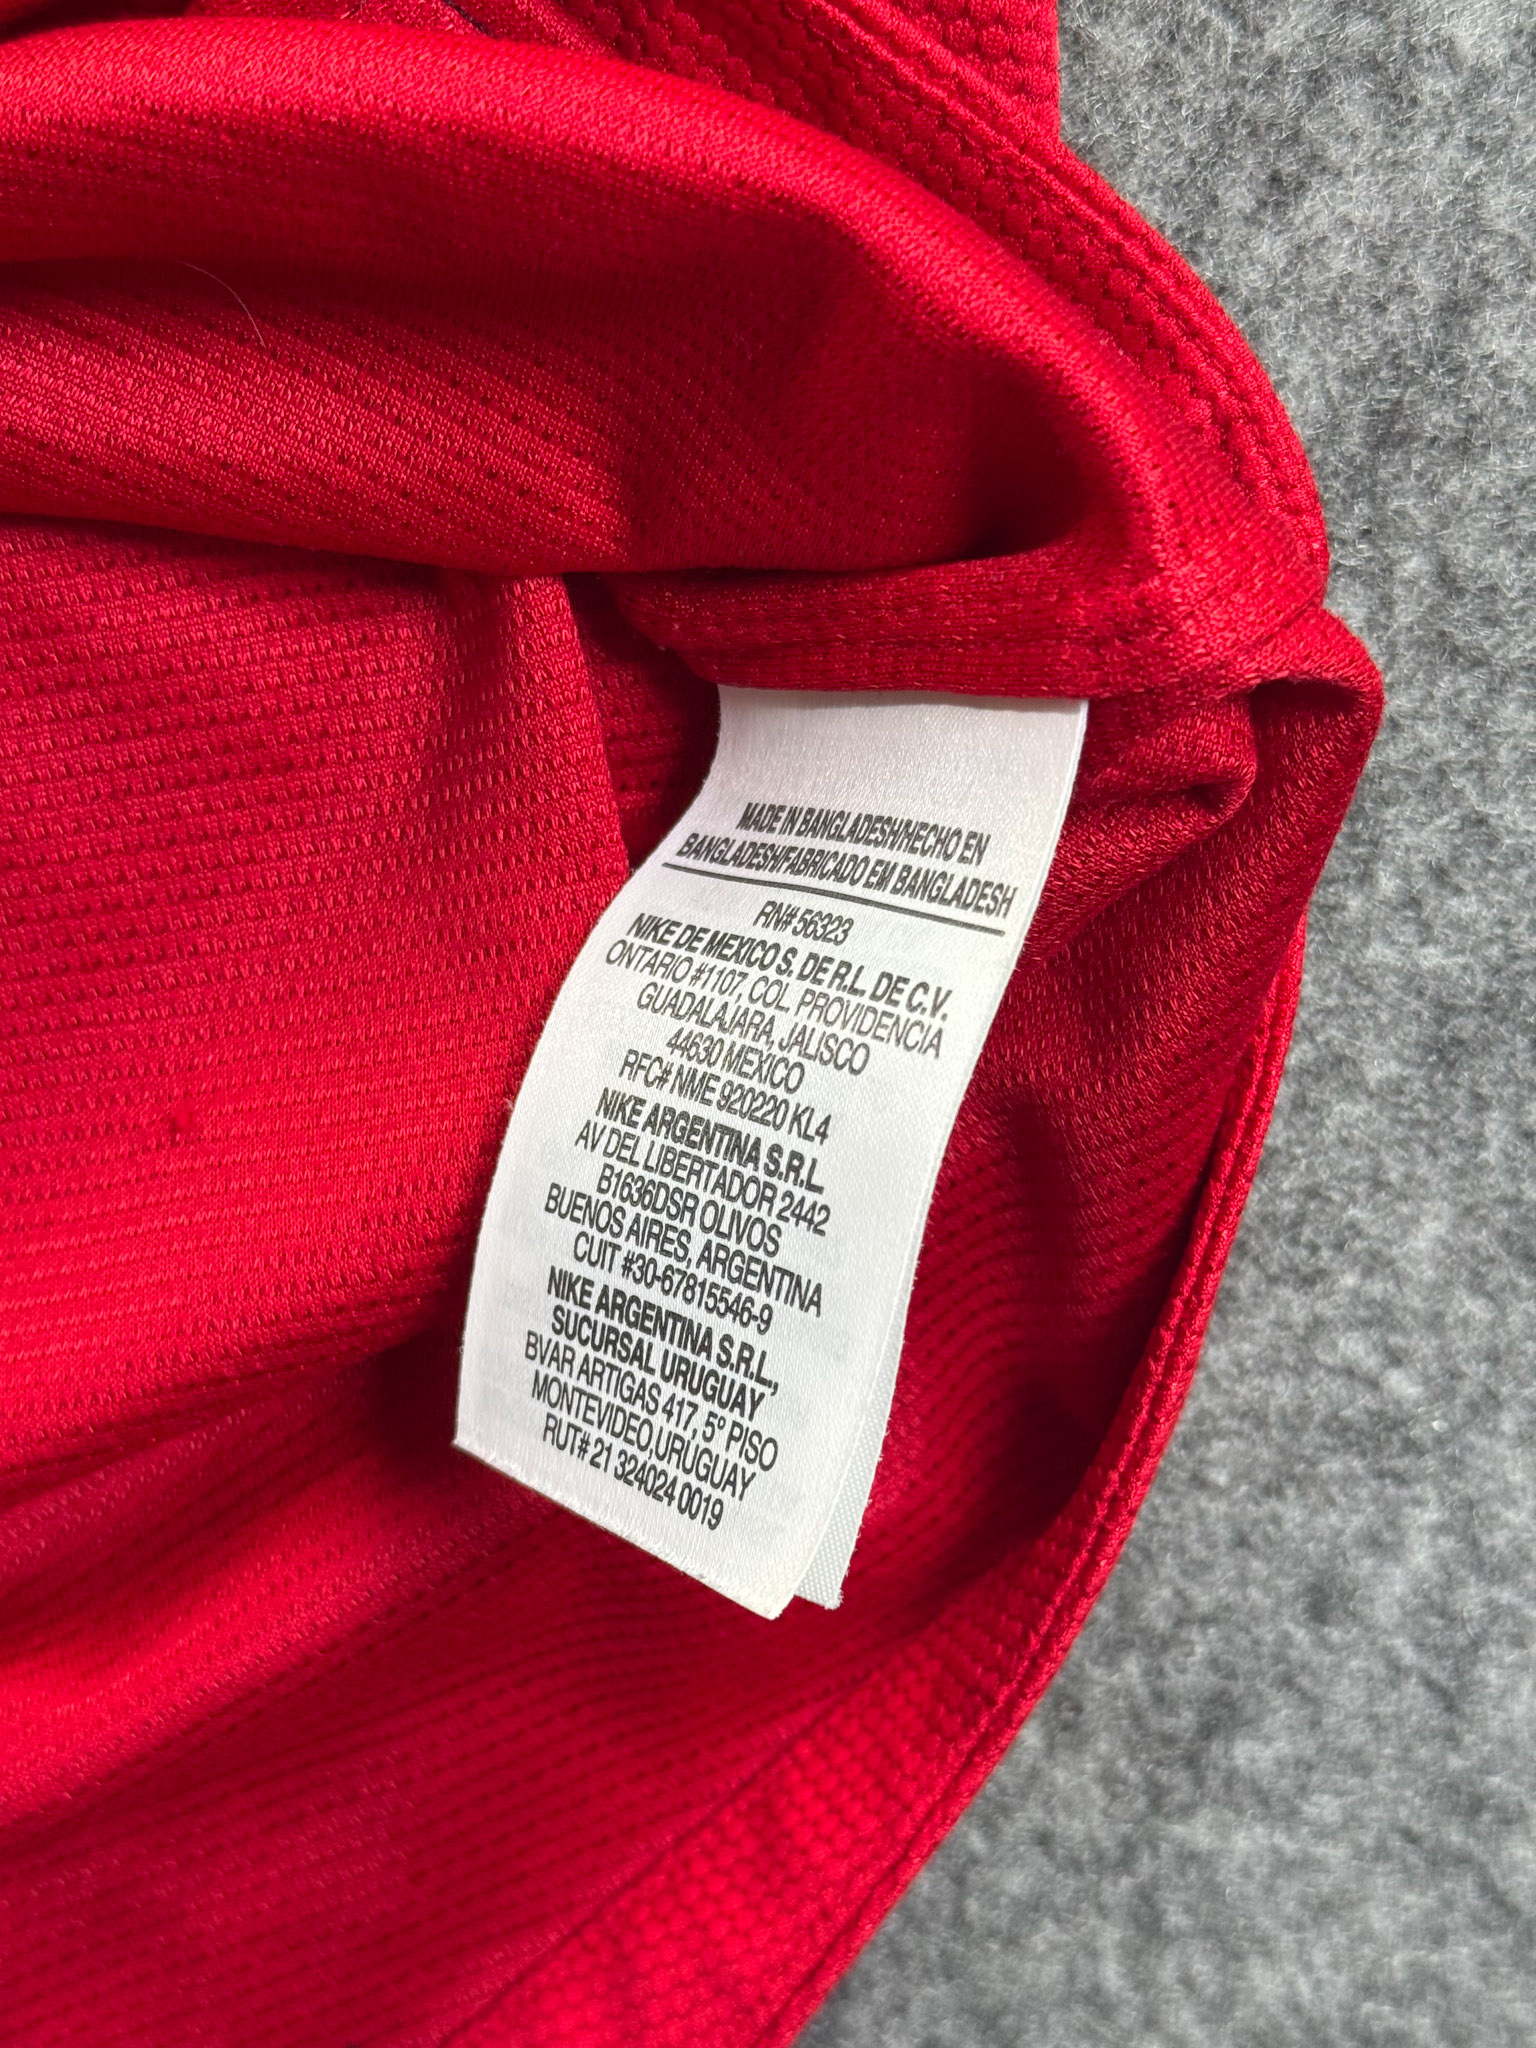 MADE IN BANGLADESH/HECHO EN
BANGLADESH/FABRICADO EM BANGLADESH
RN# 56323
NIKE DE MEXICO S. DE R.L. DE C.V.
ONTARIO #1107, COL. PROVIDENCIA
GUADALAJARA, JALISCO
44630 MEXICO
RFC# NME 920220 KL4
NIKE ARGENTINA S.R.L
AV DEL LIBERTADOR 2442
B1636DSR OLIVOS
BUENOS AIRES, ARGENTINA
CUIT #30-67815546-9
NIKE ARGENTINA S.R.L.,
SUCURSAL URUGUAY
BVAR ARTIGAS 417, 5º PISO
MONTEVIDEO,URUGUAY
RUT# 21 324024 0019